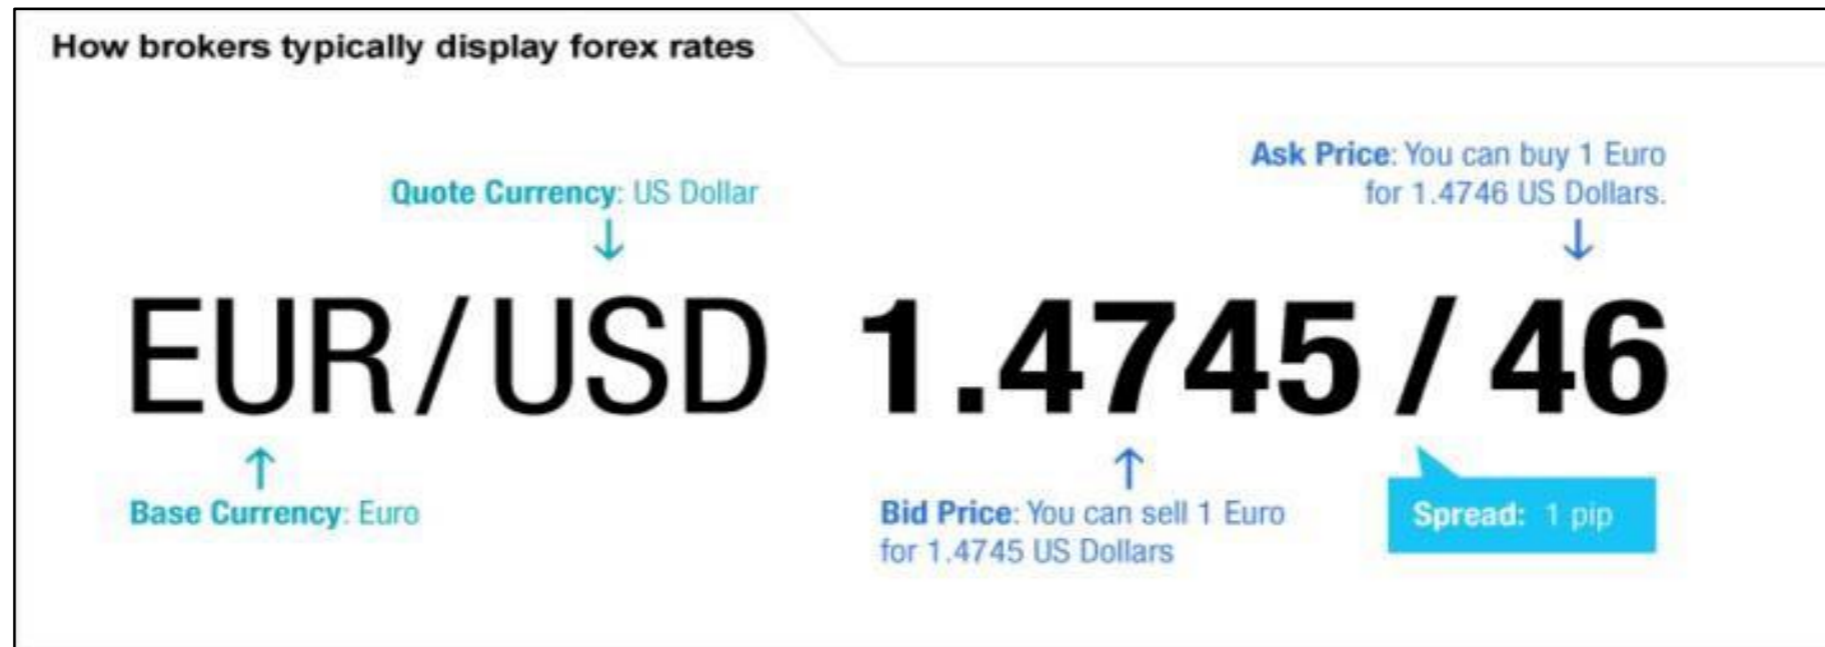 How brokers typically display forex rates
Quote Currency: US Dollar
Ask Price: You can buy 1 Euro
for 1.4746 US Dollars.
EUR/USD 1.4745 / 46
Base Currency: Euro
Bid Price: You can sell 1 Euro
for 1.4745 US Dollars
Spread: 1 pip